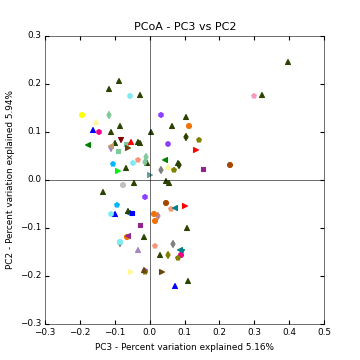 PCoA - PC3 vs PC2
0.3
0.2
0.1
0.0
−0.1
−0.2
−0.3
PC2 - Percent variation explained 5.94%
−0.3 −0.2 −0.1 0.0 0.1 0.2 0.3 0.4 0.5
PC3 - Percent variation explained 5.16%